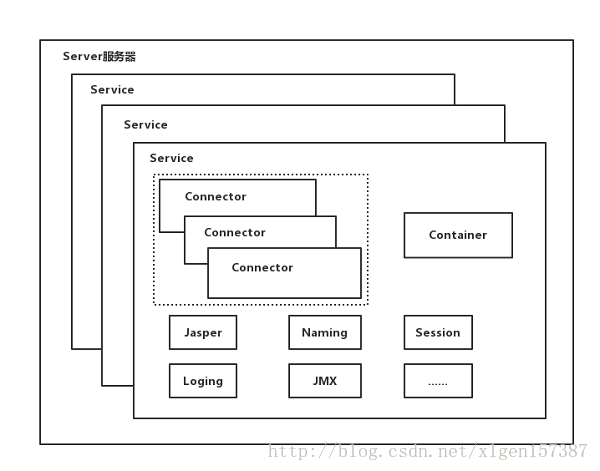 Server服务器
Service
Service
Service
Connector
Connector
Container
Connector
Jasper Naming Session
Loging JMX ......
http://blog.csdn.net/xlgen157387